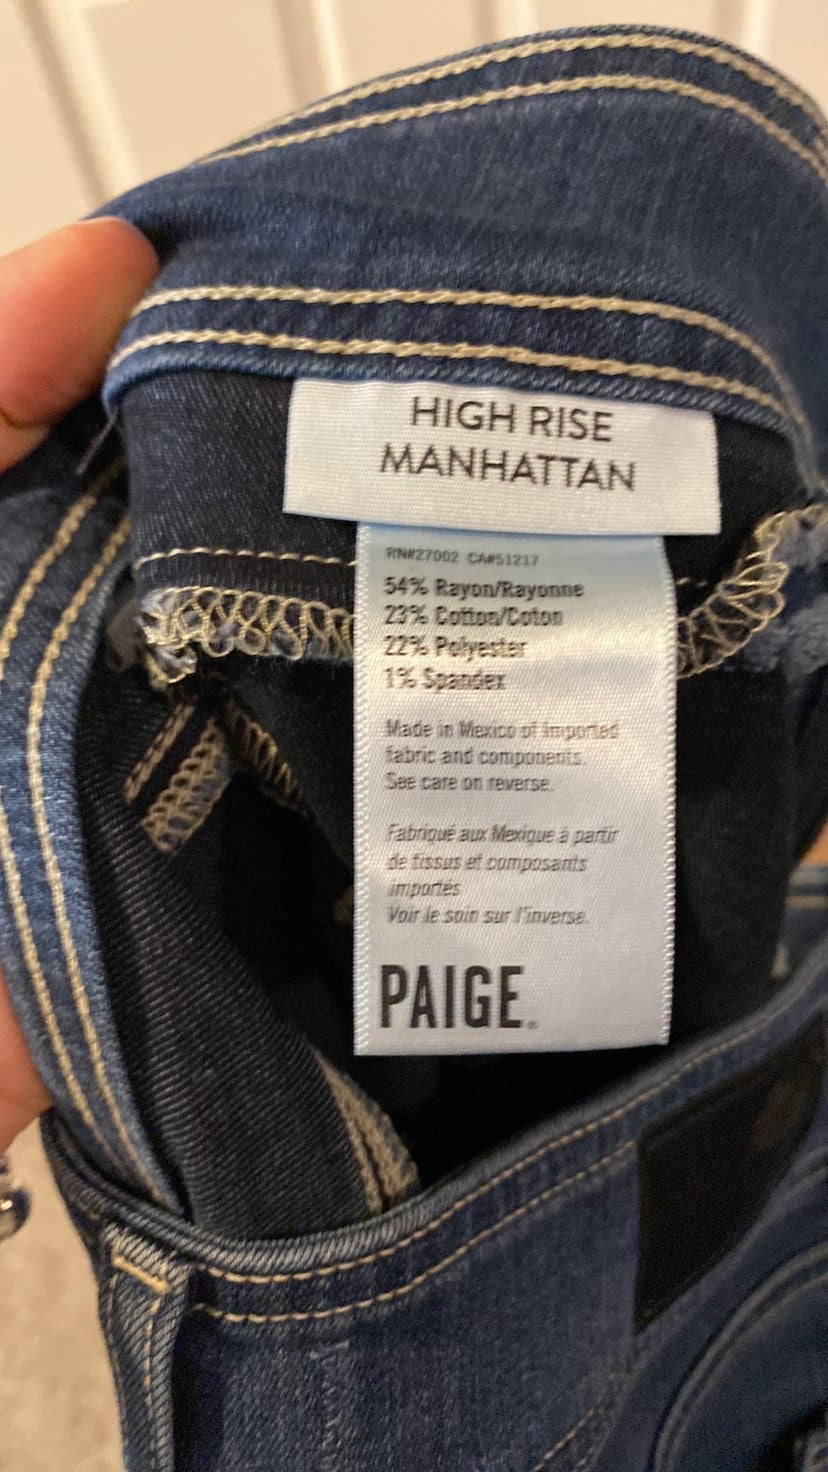 HIGH RISE
MANHATTAN
RN#27002 CA#51217
54% Rayon/Rayonne
23% Cotton/Coton
22% Polyester
1% Spandex
Made in Mexico of imported
fabric and components.
See care on reverse.
Fabriqué aux Mexique à partir
de tissus et composants
importés
Voir le soin sur l'inverse.
PAIGE